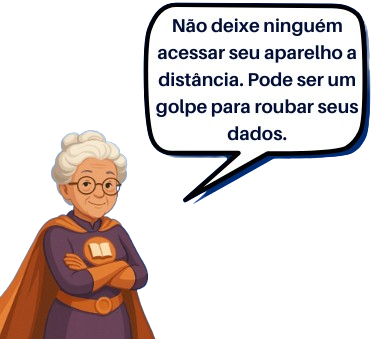 Não deixe ninguém
acessar seu aparelho a
distância. Pode ser um
golpe para roubar seus
dados.